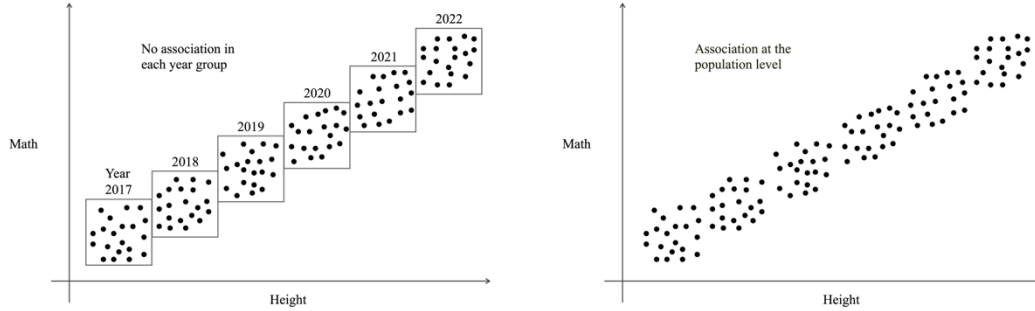 2022
No association in
each year group
2021
2020
2019
2018
Year
2017
Math
Height
Association at the
population level
Math
Height